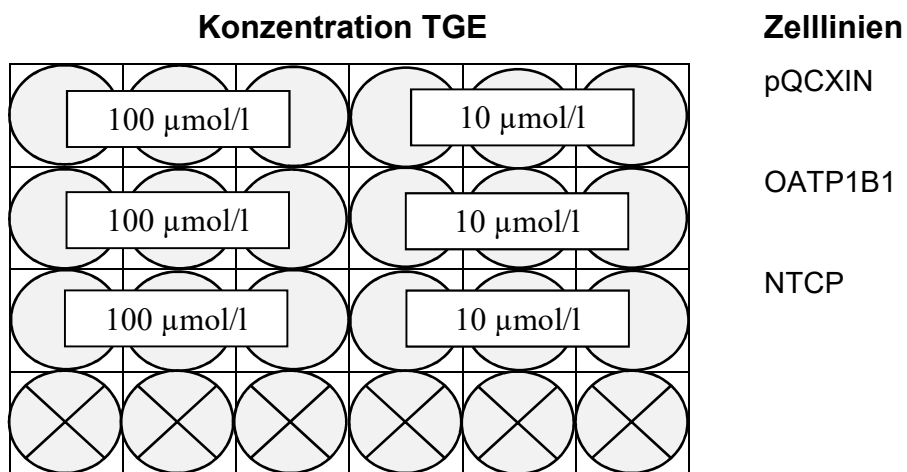 Konzentration TGE
Zelllinien
100 µmol/l
10 µmol/l
pQCXIN
100 µmol/l
10 µmol/l
OATP1B1
100 µmol/l
10 µmol/l
NTCP